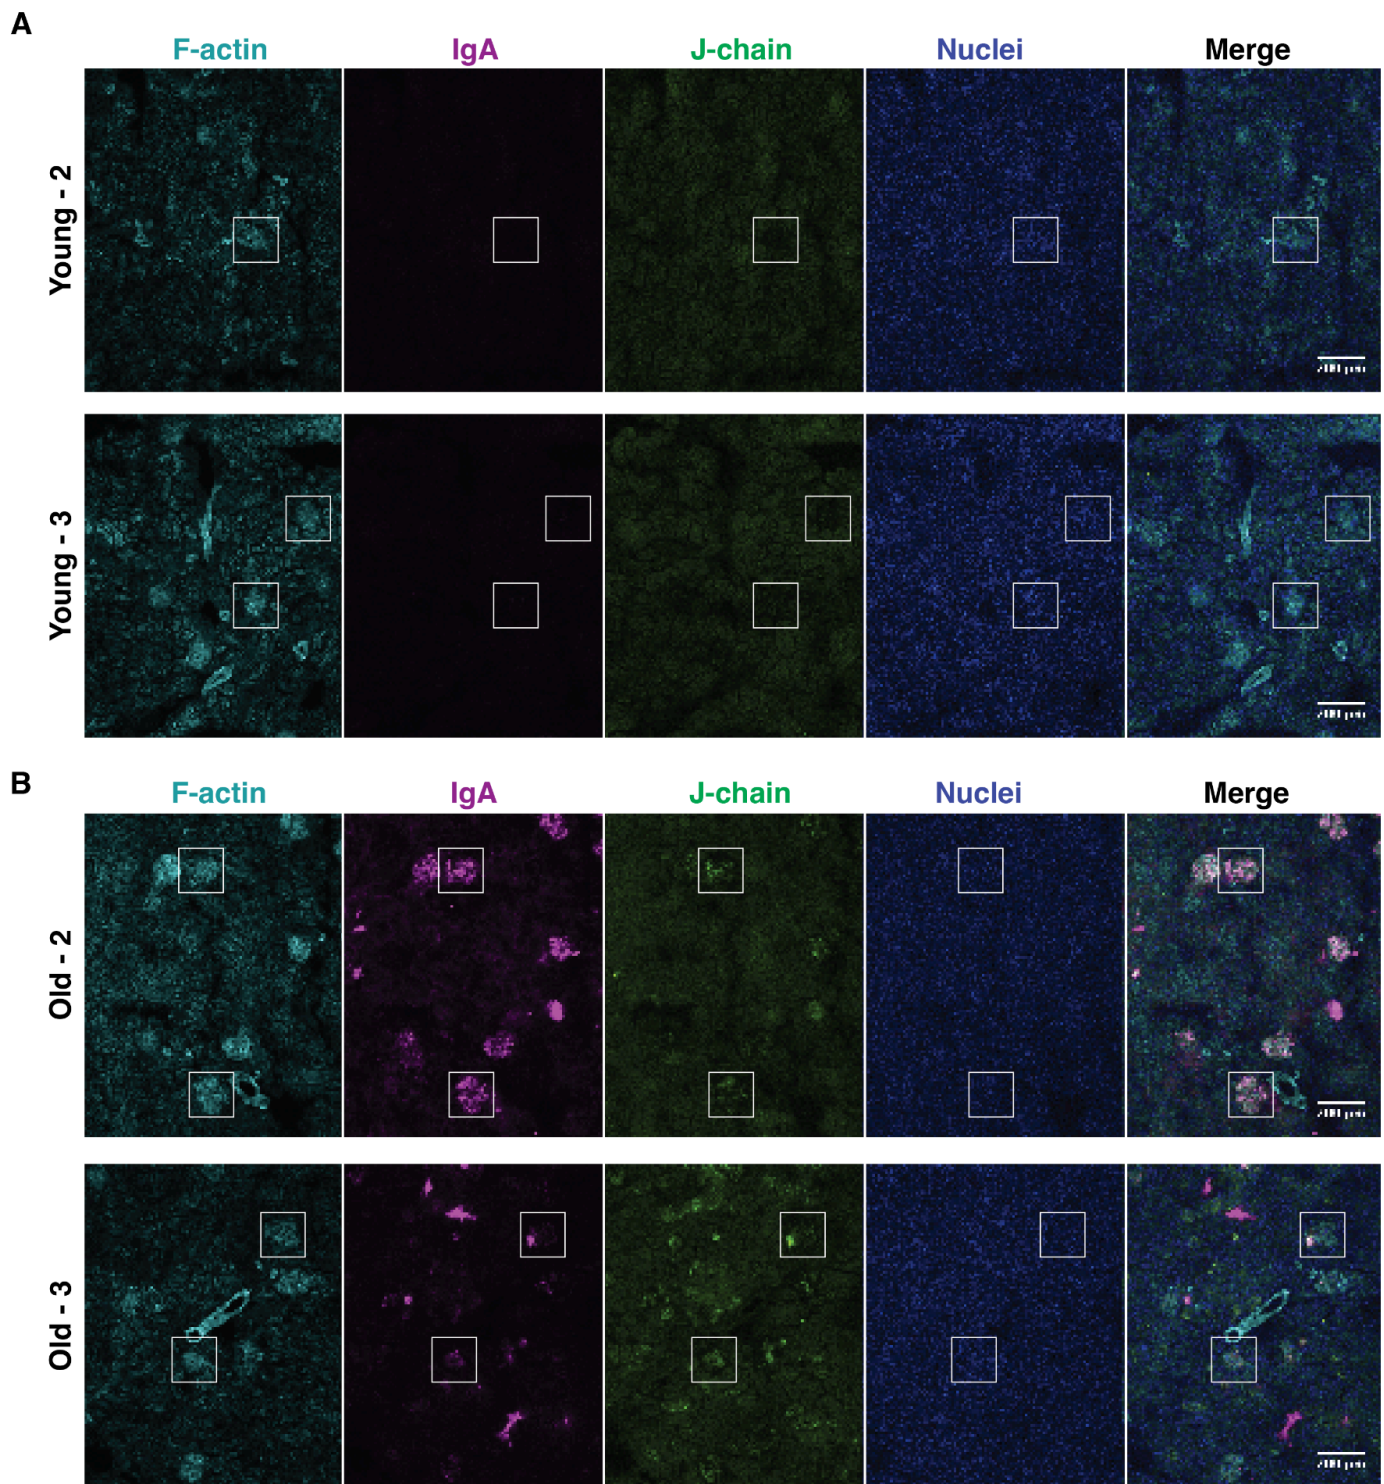 A
F-actin IgA J-chain Nuclei Merge
Young - 2
Young - 3
B
F-actin IgA J-chain Nuclei Merge
Old - 2
Old - 3